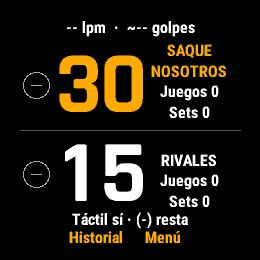 -- lpm · ~-- golpes
SAQUE
30 NOSOTROS
Juegos 0
Sets 0
15 RIVALES
Juegos 0
Sets 0
Táctil sí · (-) resta
Historial Menú